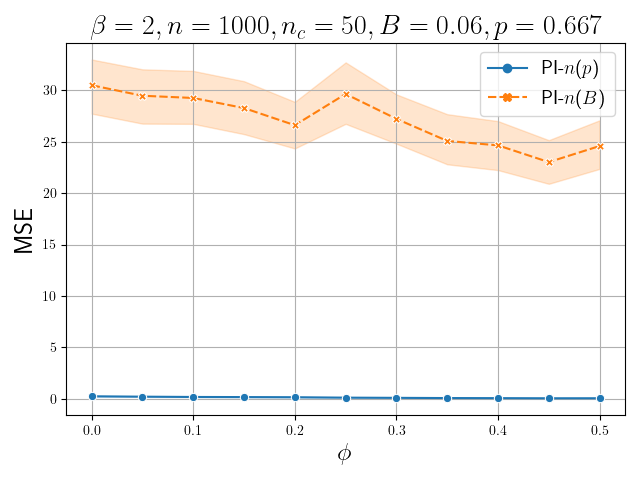 β = 2, n = 1000, n_c = 50, B = 0.06, p = 0.667
PI-n(p)
PI-n(B)
MSE
30
25
20
15
10
5
0
0.0 0.1 0.2 0.3 0.4 0.5
ϕ